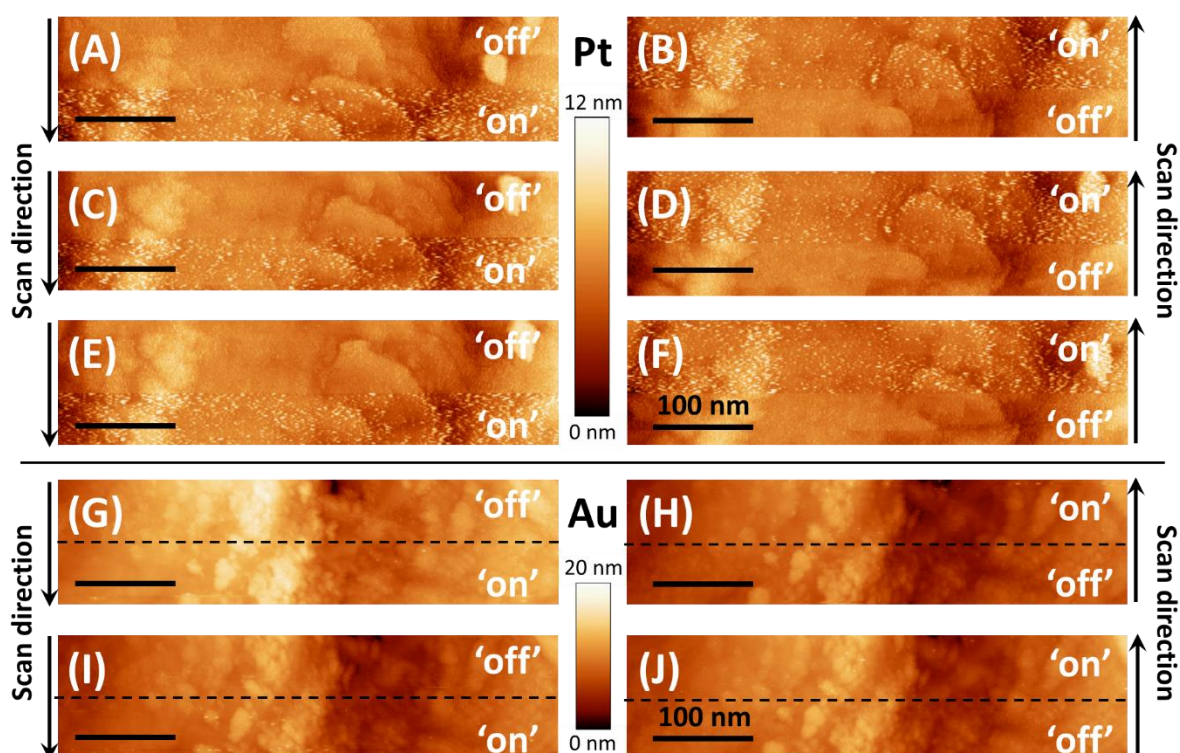 (A)
'off'
'on'
Pt
12 nm
0 nm
(B)
'on'
'off'
(C)
'off'
'on'
(D)
'on'
'off'
(E)
'off'
'on'
(F)
'on'
100 nm
'off'
Scan direction
Scan direction
(G)
'off'
'on'
Au
20 nm
0 nm
(H)
'on'
'off'
(I)
'off'
'on'
(J)
'on'
100 nm
'off'
Scan direction
Scan direction